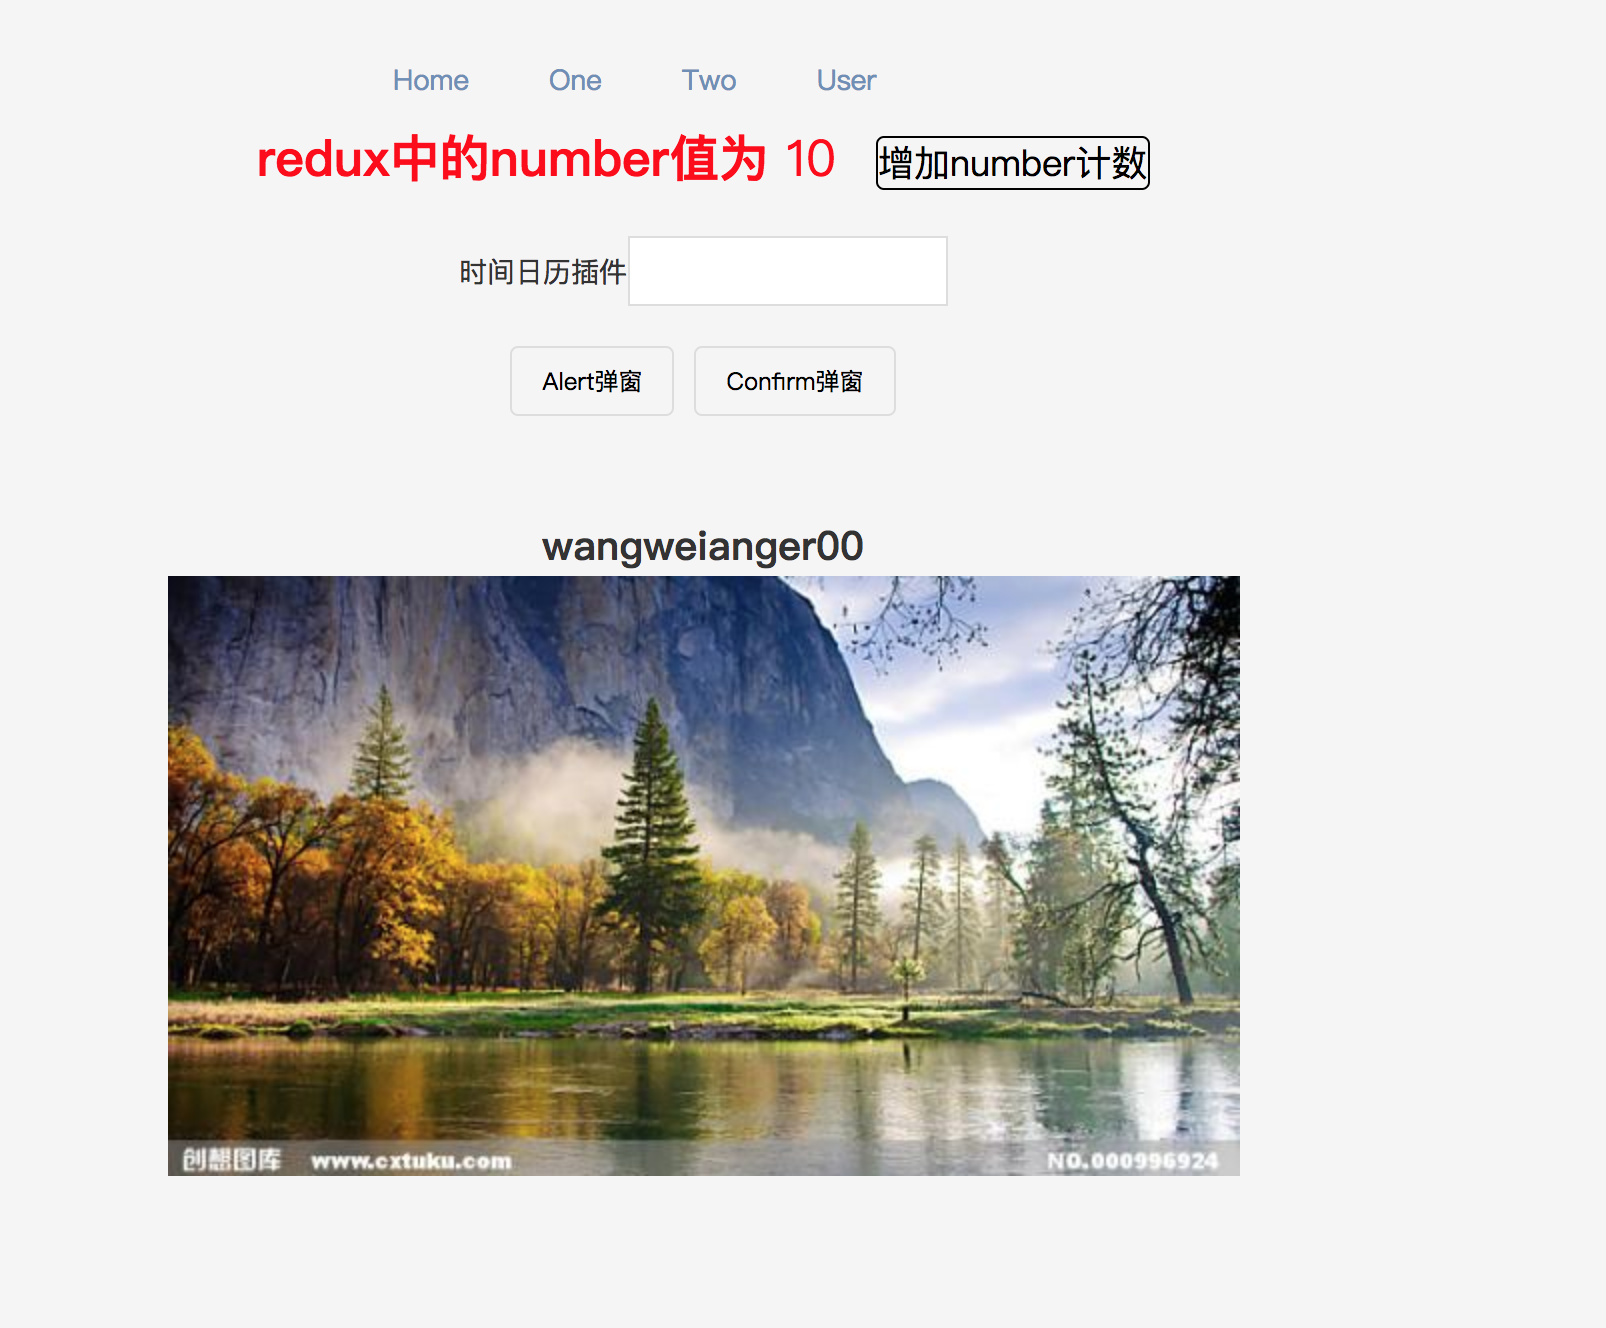 Home One Two User
redux中的number值为 10 增加number计数
时间日历插件
Alert弹窗 Confirm弹窗
wangweianger00
创想图库 www.cxtuku.com NO.000996924